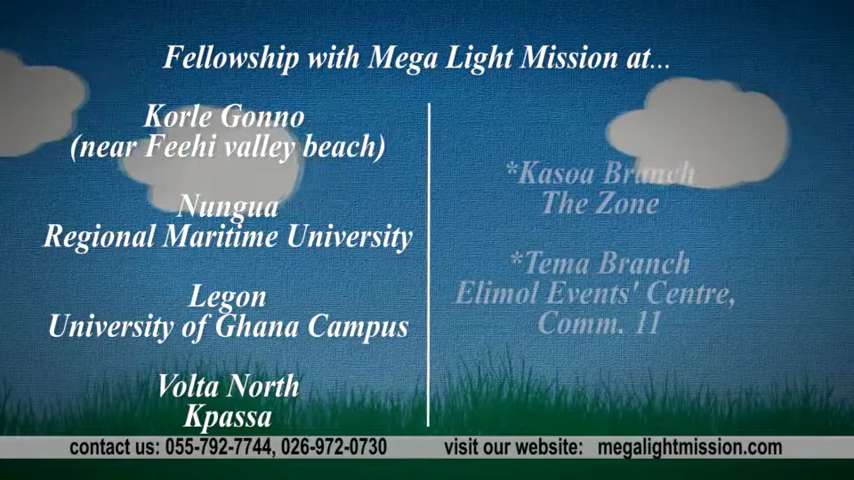 Fellowship with Mega Light Mission at...
Korle Gonno
(near Feehi valley beach)
Nungua
Regional Maritime University
Legon
University of Ghana Campus
Volta North
Kpassa
*Kasoa Branch
The Zone
*Tema Branch
Elimol Events' Centre,
Comm. 11
contact us: 055-792-7744, 026-972-0730 visit our website: megalightmission.com